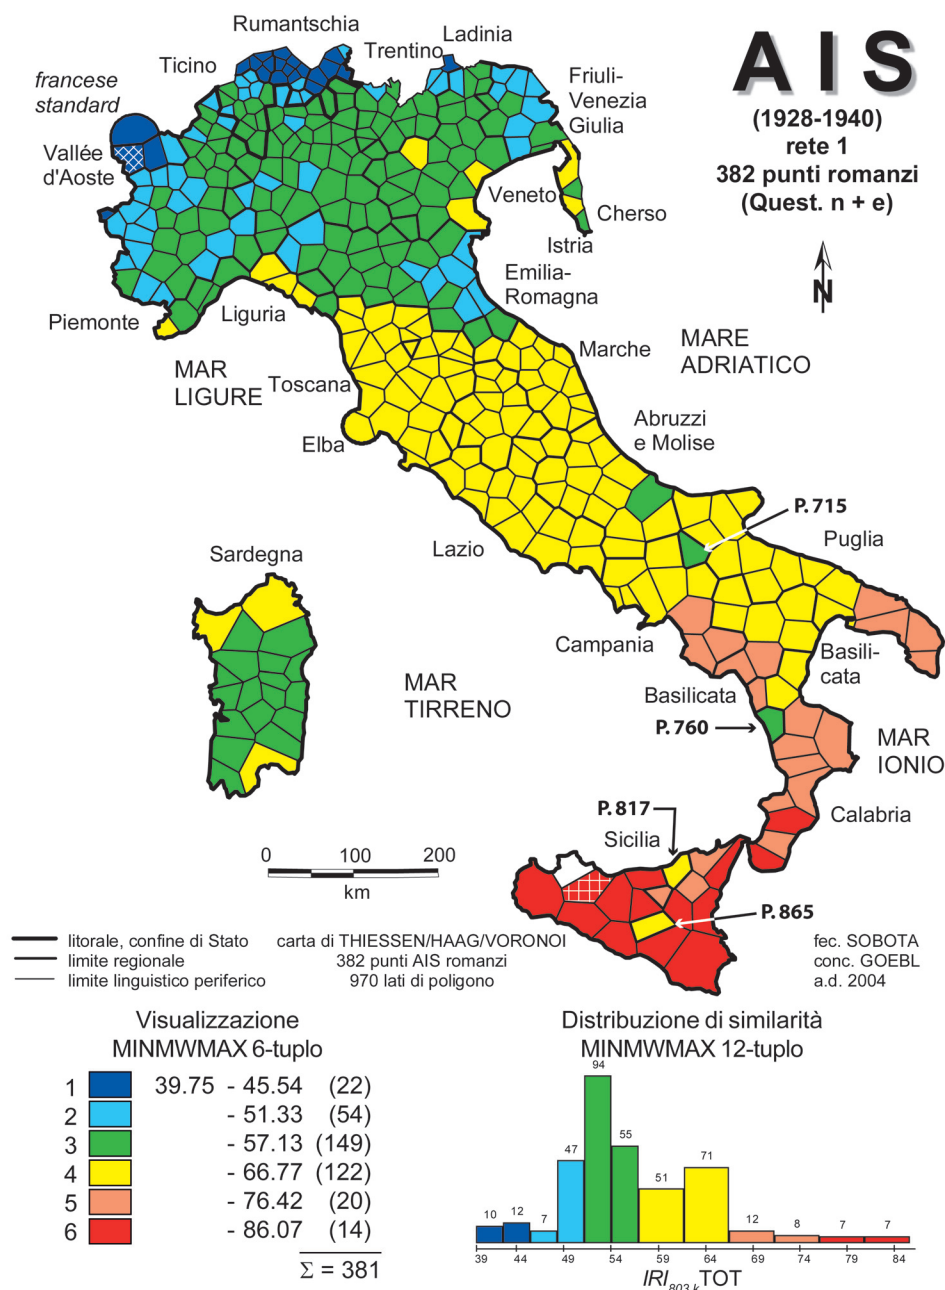 Rumantschia
Ladinia
Trentino
Ticino
francese
standard
Friuli-
Venezia
Giulia
Vallée
d'Aoste
AIS
(1928-1940)
rete 1
382 punti romanzi
(Quest. n + e)
N
Veneto
Cherso
Istria
Emilia-
Romagna
Piemonte
Liguria
MAR
LIGURE
Marche
MARE
ADRIATICO
Toscana
Elba
Abruzzi
e Molise
P.715
Puglia
Lazio
Sardegna
Campania
Basili-
cata
Basilicata
MAR
TIRRENO
P.760
MAR
IONIO
P.817
Sicilia
Calabria
0 100 200
km
P.865
litorale, confine di Stato
limite regionale
limite linguistico periferico
carta di THIESSEN/HAAG/VORONOI
382 punti AIS romanzi
970 lati di poligono
fec. SOBOTA
conc. GOEBL
a.d. 2004
Visualizzazione
MINMWMAX 6-tuplo
1 39.75 - 45.54 (22)
2 - 51.33 (54)
3 - 57.13 (149)
4 - 66.77 (122)
5 - 76.42 (20)
6 - 86.07 (14)
Σ = 381
Distribuzione di similarità
MINMWMAX 12-tuplo
10 12 7 47 94 55 51 71 12 8 7 7
39 44 49 54 59 64 69 74 79 84
IRI803,kTOT